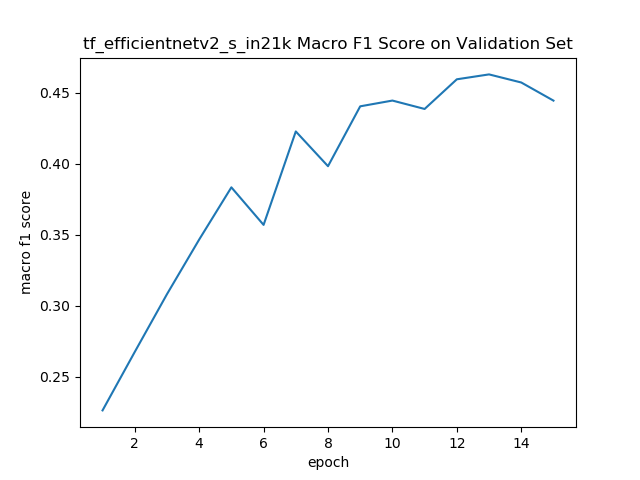 tf_efficientnetv2_s_in21k Macro F1 Score on Validation Set
0.45
0.40
0.35
0.30
0.25
macro f1 score
2 4 6 8 10 12 14
epoch